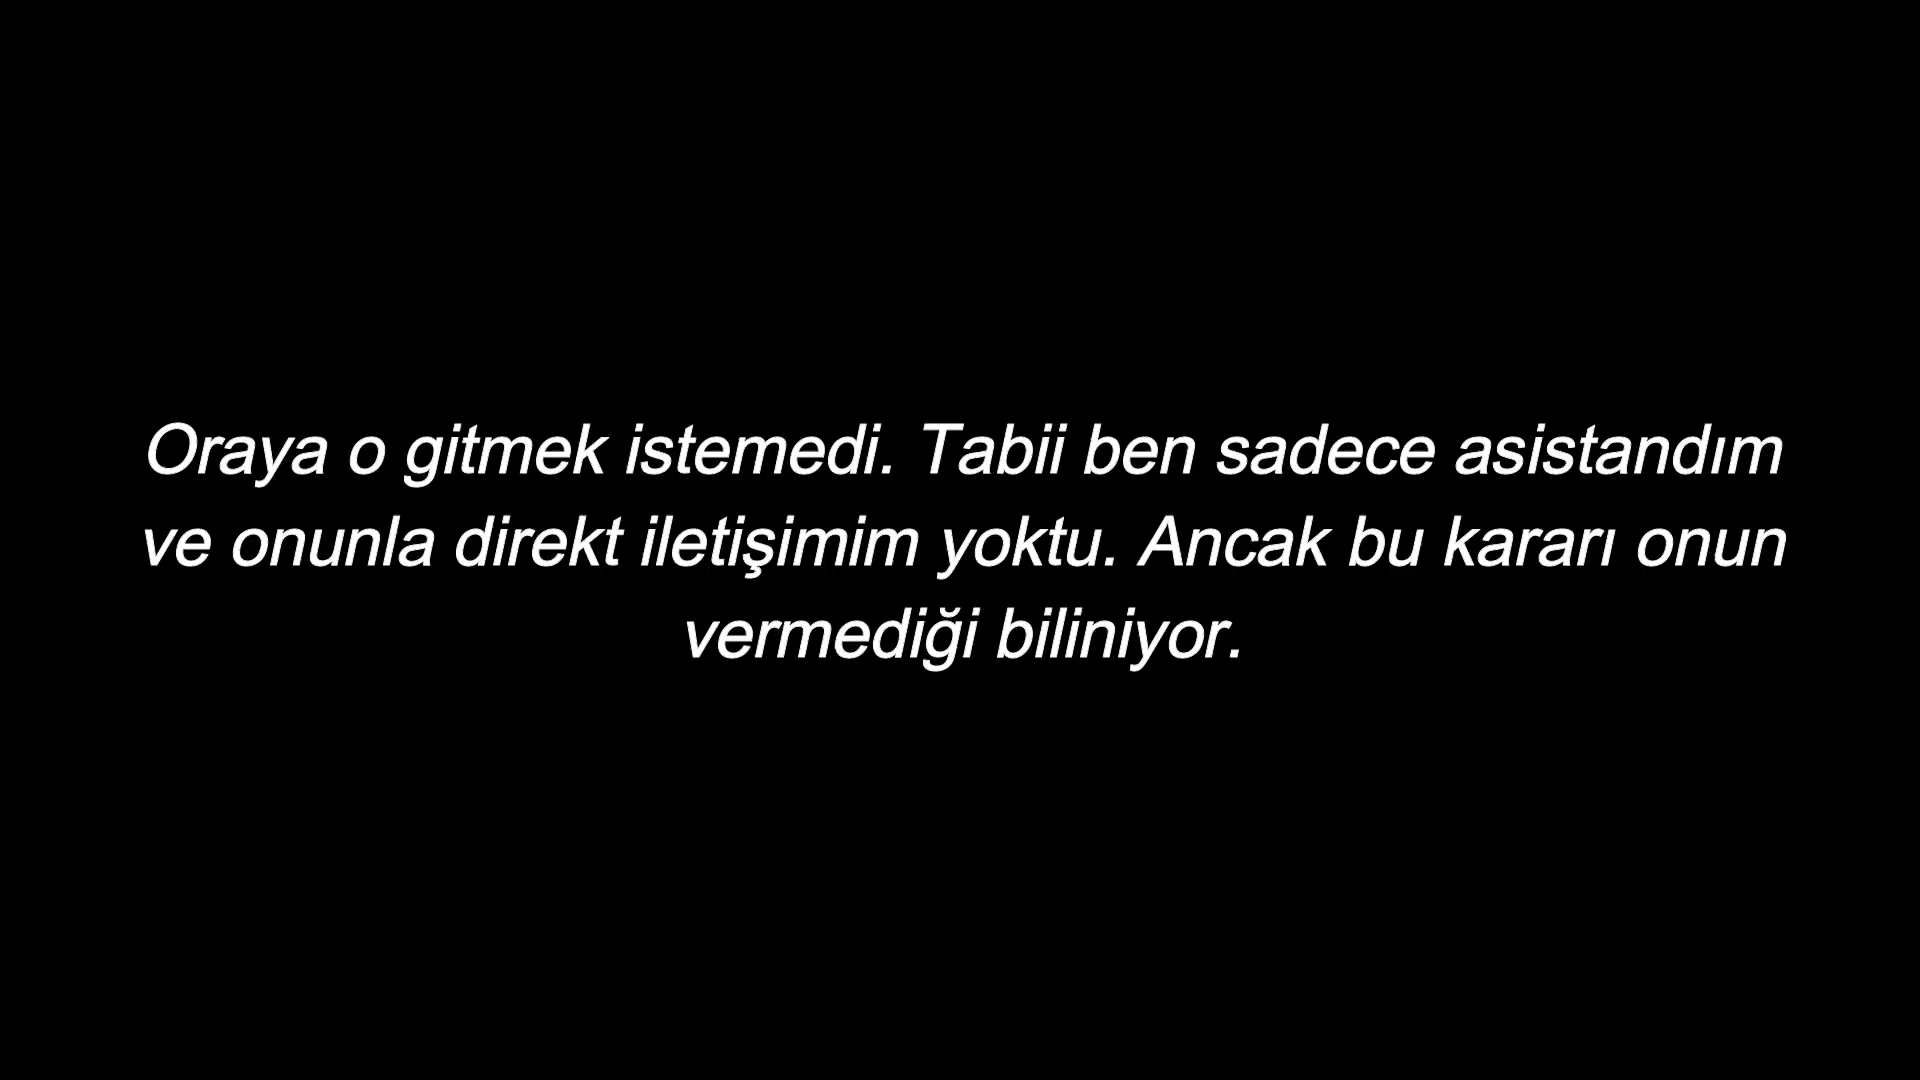 Oraya o gitmek istemedi. Tabii ben sadece asistandım
ve onunla direkt iletişimim yoktu. Ancak bu kararı onun
vermediği biliniyor.